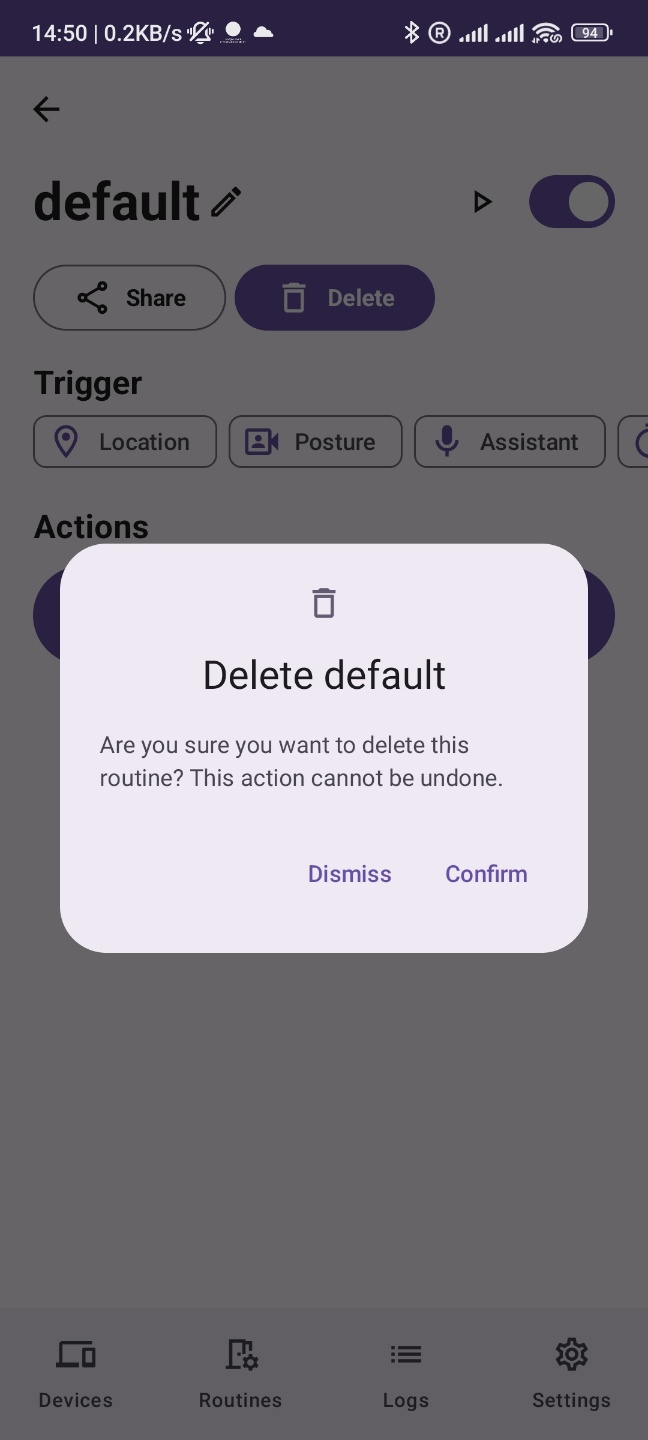 14:50 | 0.2KB/s
94
default
Share
Delete
Trigger
Location
Posture
Assistant
Actions
Delete default
Are you sure you want to delete this
routine? This action cannot be undone.
Dismiss
Confirm
Devices
Routines
Logs
Settings